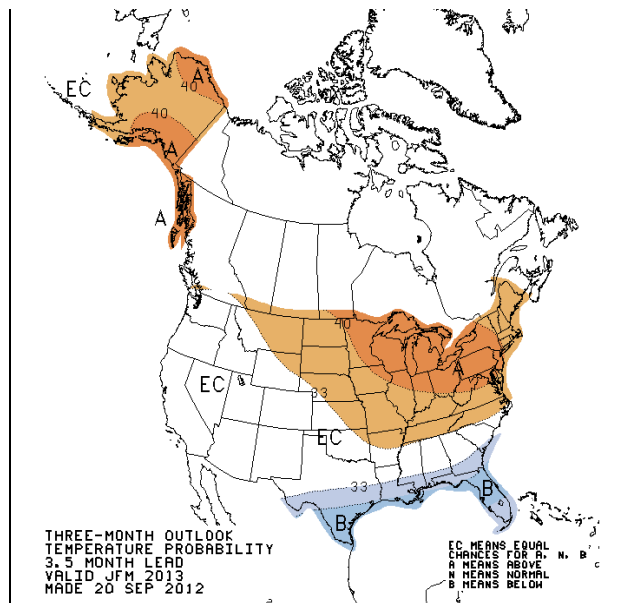 EC
A
40
40
A
A
40
A
EC
33
EC
33
B
B
THREE-MONTH OUTLOOK
TEMPERATURE PROBABILITY
3.5 MONTH LEAD
VALID JFM 2013
MADE 20 SEP 2012
EC MEANS EQUAL
CHANCES FOR A, N, B
A MEANS ABOVE
N MEANS NORMAL
B MEANS BELOW